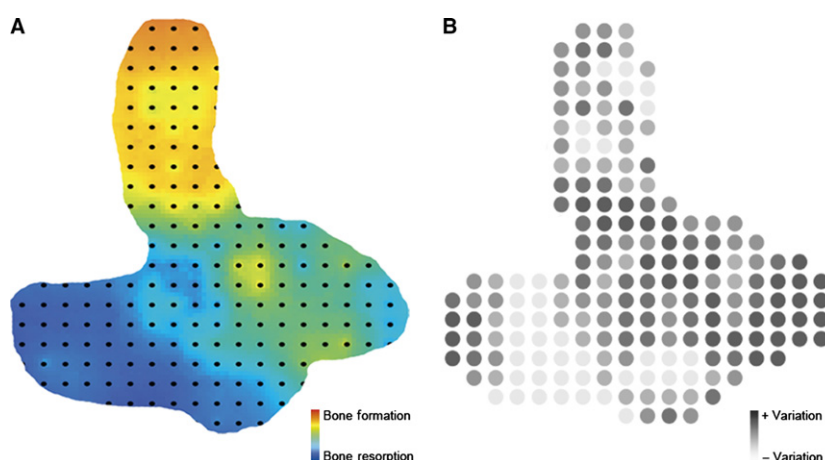 A
B
Bone formation
Bone resorption
+ Variation
– Variation